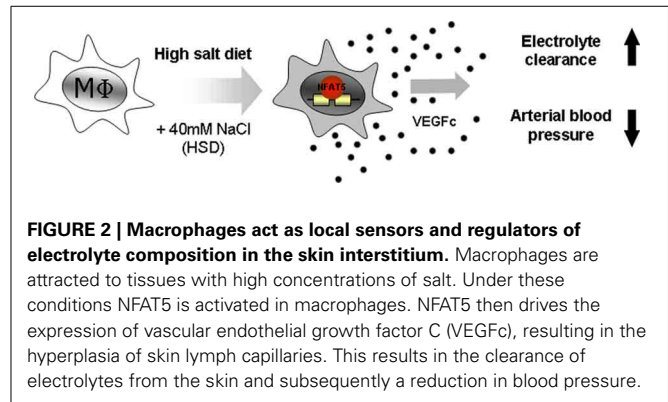 High salt diet
MΦ
+ 40mM NaCl
(HSD)
NFAT5
VEGFc
Electrolyte
clearance
Arterial blood
pressure
FIGURE 2 | Macrophages act as local sensors and regulators of
electrolyte composition in the skin interstitium. Macrophages are
attracted to tissues with high concentrations of salt. Under these
conditions NFAT5 is activated in macrophages. NFAT5 then drives the
expression of vascular endothelial growth factor C (VEGFc), resulting in the
hyperplasia of skin lymph capillaries. This results in the clearance of
electrolytes from the skin and subsequently a reduction in blood pressure.